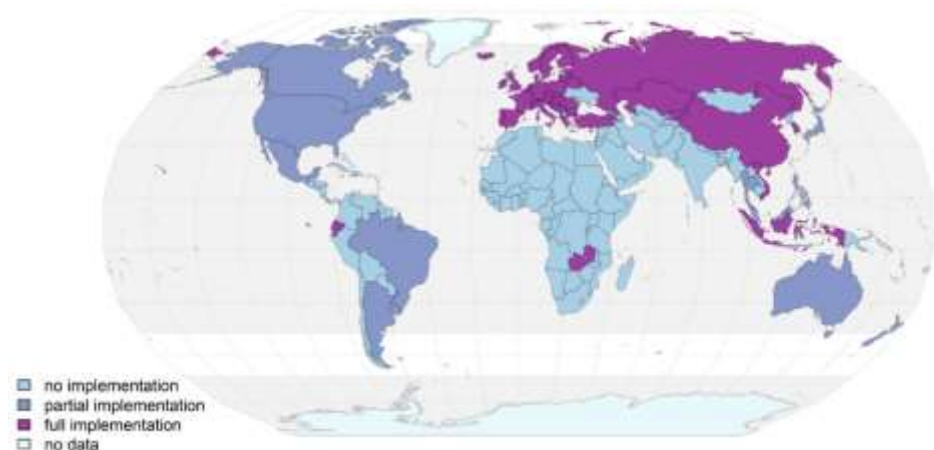 no implementation
partial implementation
full implementation
no data